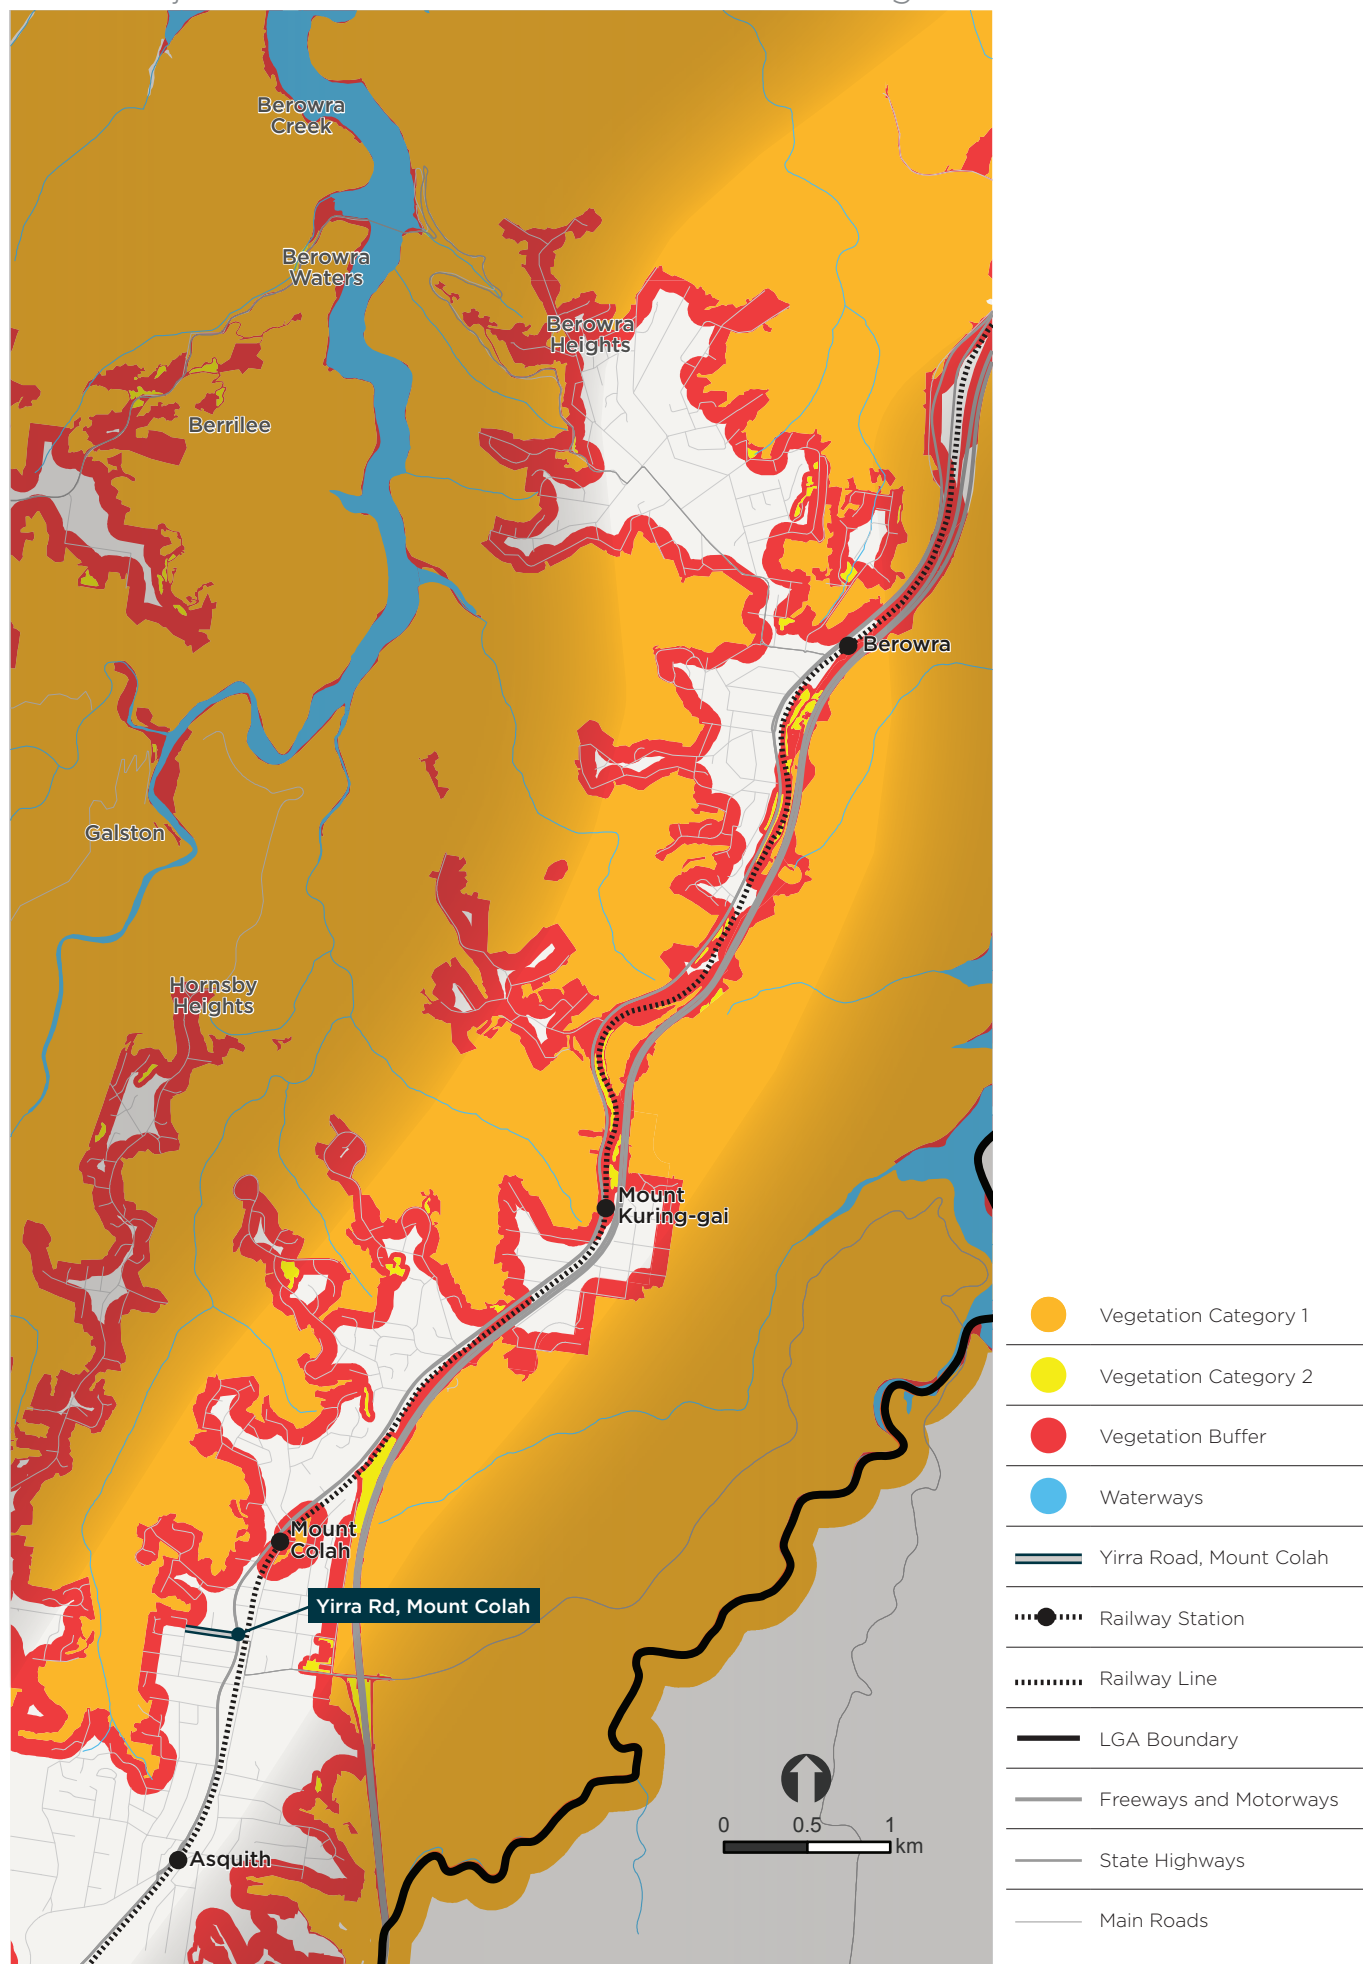 Berowra
Creek
Berowra
Waters
Berowra
Heights
Berrilee
Berowra
Galston
Hornsby
Heights
Mount
Kuring-gai
Mount
Colah
Yirra Rd, Mount Colah
Asquith
0 0.5 1
km
Vegetation Category 1
Vegetation Category 2
Vegetation Buffer
Waterways
Yirra Road, Mount Colah
Railway Station
Railway Line
LGA Boundary
Freeways and Motorways
State Highways
Main Roads